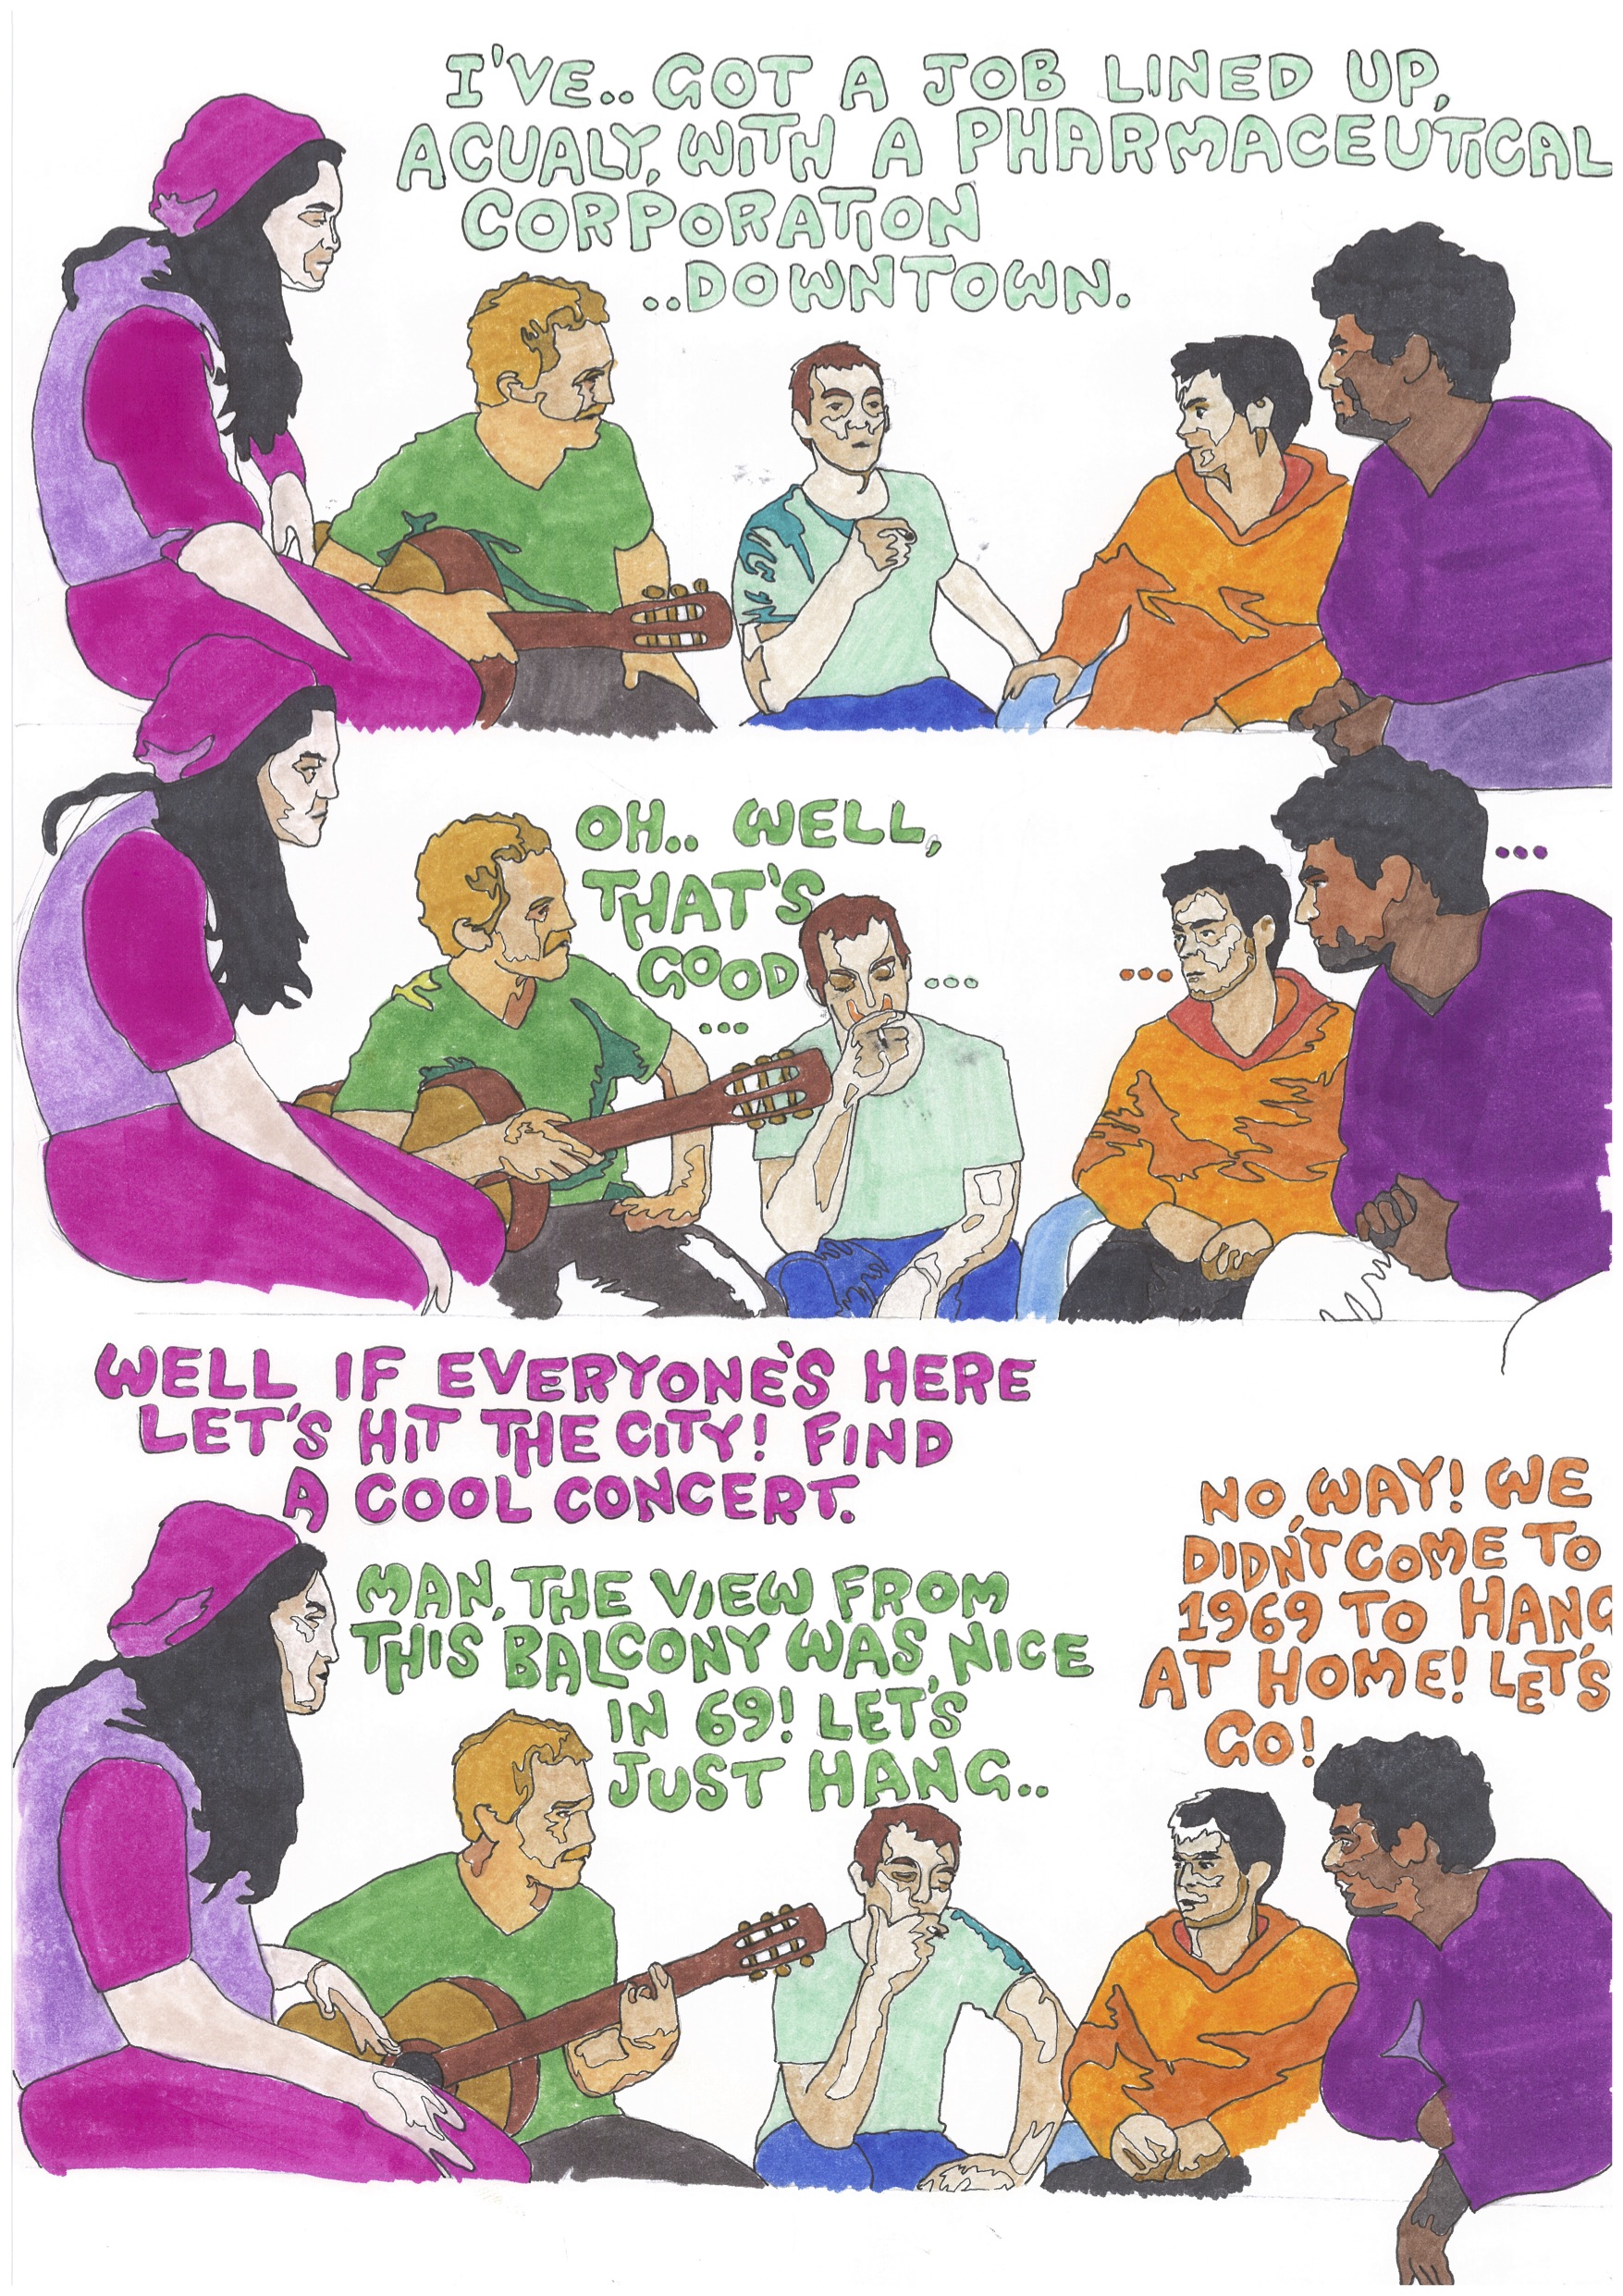 I'VE.. GOT A JOB LINED UP,
ACUALY, WITH A PHARMACEUTICAL
CORPORATION
..DOWNTOWN.
OH.. WELL,
THAT'S
GOOD
...
...
...
...
WELL IF EVERYONE'S HERE
LET'S HIT THE CITY! FIND
A COOL CONCERT.
MAN, THE VIEW FROM
THIS BALCONY WAS NICE
IN 69! LET'S
JUST HANG..
NO WAY! WE
DIDN'T COME TO
1969 TO HANG
AT HOME! LET'S
GO!